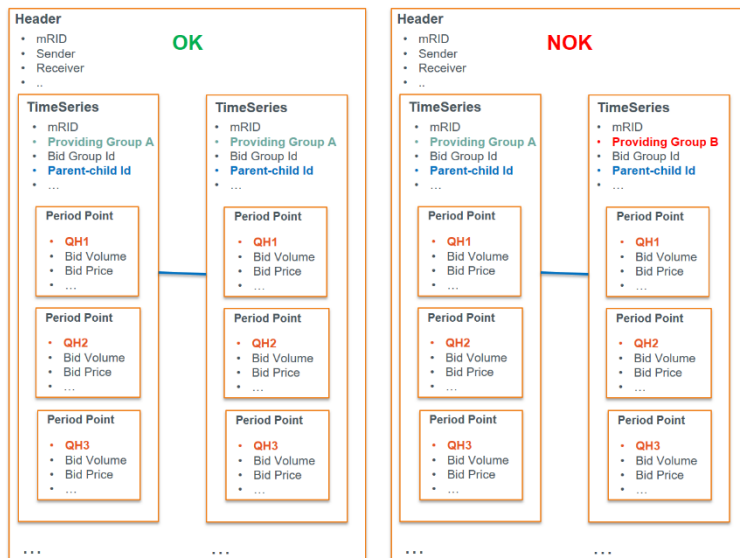 Header
OK
• mRID
• Sender
• Receiver
• ..
TimeSeries
• mRID
• Providing Group A
• Bid Group Id
• Parent-child Id
• ...
Period Point
• QH1
• Bid Volume
• Bid Price
• ...
Period Point
• QH2
• Bid Volume
• Bid Price
• ...
Period Point
• QH3
• Bid Volume
• Bid Price
• ...
...
TimeSeries
• mRID
• Providing Group A
• Bid Group Id
• Parent-child Id
• ...
Period Point
• QH1
• Bid Volume
• Bid Price
• ...
Period Point
• QH2
• Bid Volume
• Bid Price
• ...
Period Point
• QH3
• Bid Volume
• Bid Price
• ...
...
Header
NOK
• mRID
• Sender
• Receiver
• ..
TimeSeries
• mRID
• Providing Group A
• Bid Group Id
• Parent-child Id
• ...
Period Point
• QH1
• Bid Volume
• Bid Price
• ...
Period Point
• QH2
• Bid Volume
• Bid Price
• ...
Period Point
• QH3
• Bid Volume
• Bid Price
• ...
...
TimeSeries
• mRID
• Providing Group B
• Bid Group Id
• Parent-child Id
• ...
Period Point
• QH1
• Bid Volume
• Bid Price
• ...
Period Point
• QH2
• Bid Volume
• Bid Price
• ...
Period Point
• QH3
• Bid Volume
• Bid Price
• ...
...